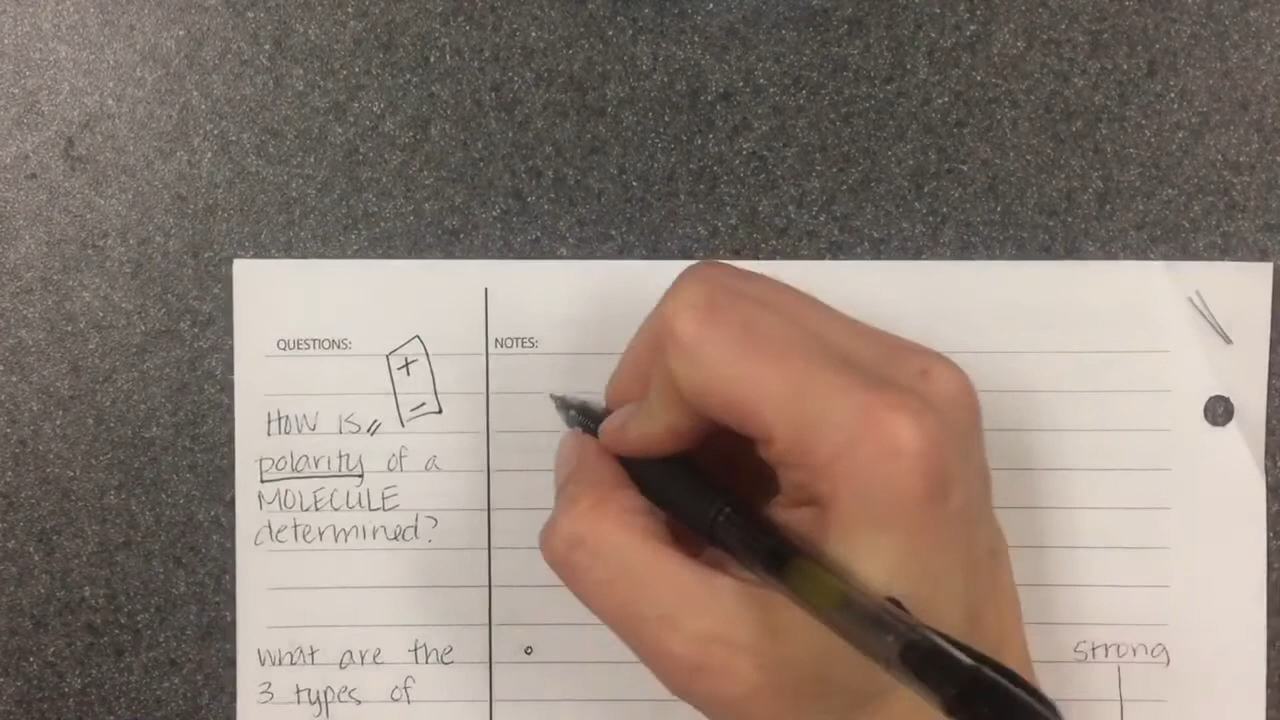 QUESTIONS:
NOTES:
+
–
How is
polarity of a
MOLECULE
determined?
what are the
strong
3 types of